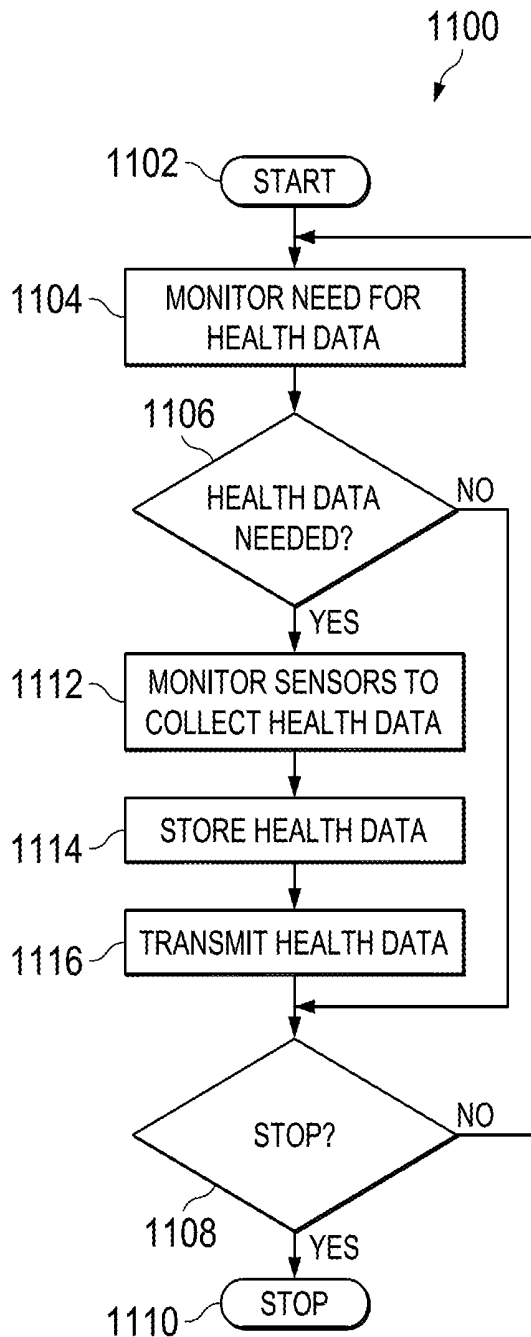 1100
1102
START
1104
MONITOR NEED FOR
HEALTH DATA
1106
HEALTH DATA
NEEDED?
NO
YES
1112
MONITOR SENSORS TO
COLLECT HEALTH DATA
1114
STORE HEALTH DATA
1116
TRANSMIT HEALTH DATA
STOP?
NO
1108
YES
1110
STOP